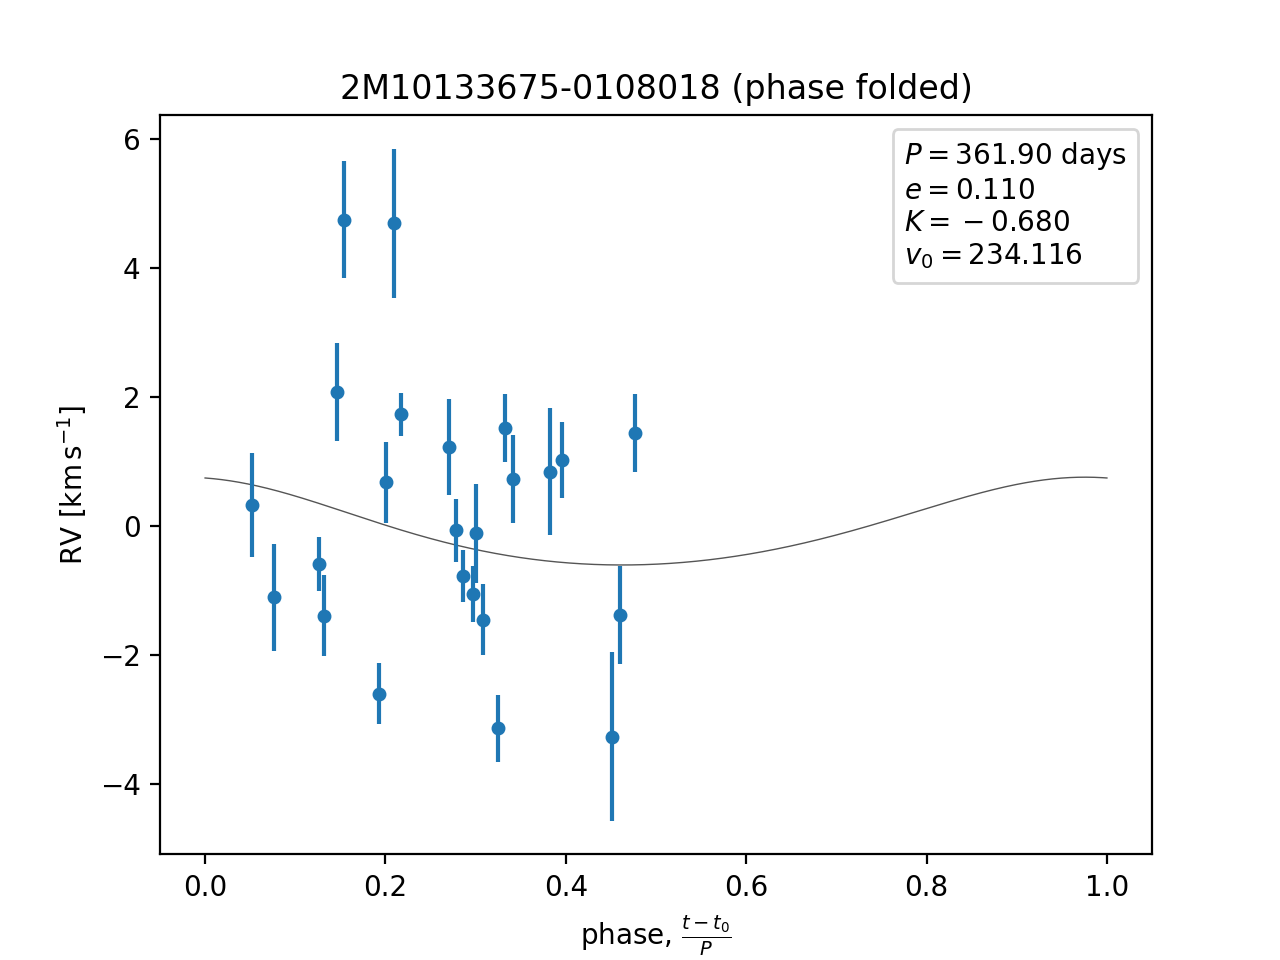 2M10133675-0108018 (phase folded)
P = 361.90 days
e = 0.110
K = −0.680
v₀ = 234.116
6
4
2
0
−2
−4
RV [km s⁻¹]
0.0 0.2 0.4 0.6 0.8 1.0
phase, (t − t₀)/P